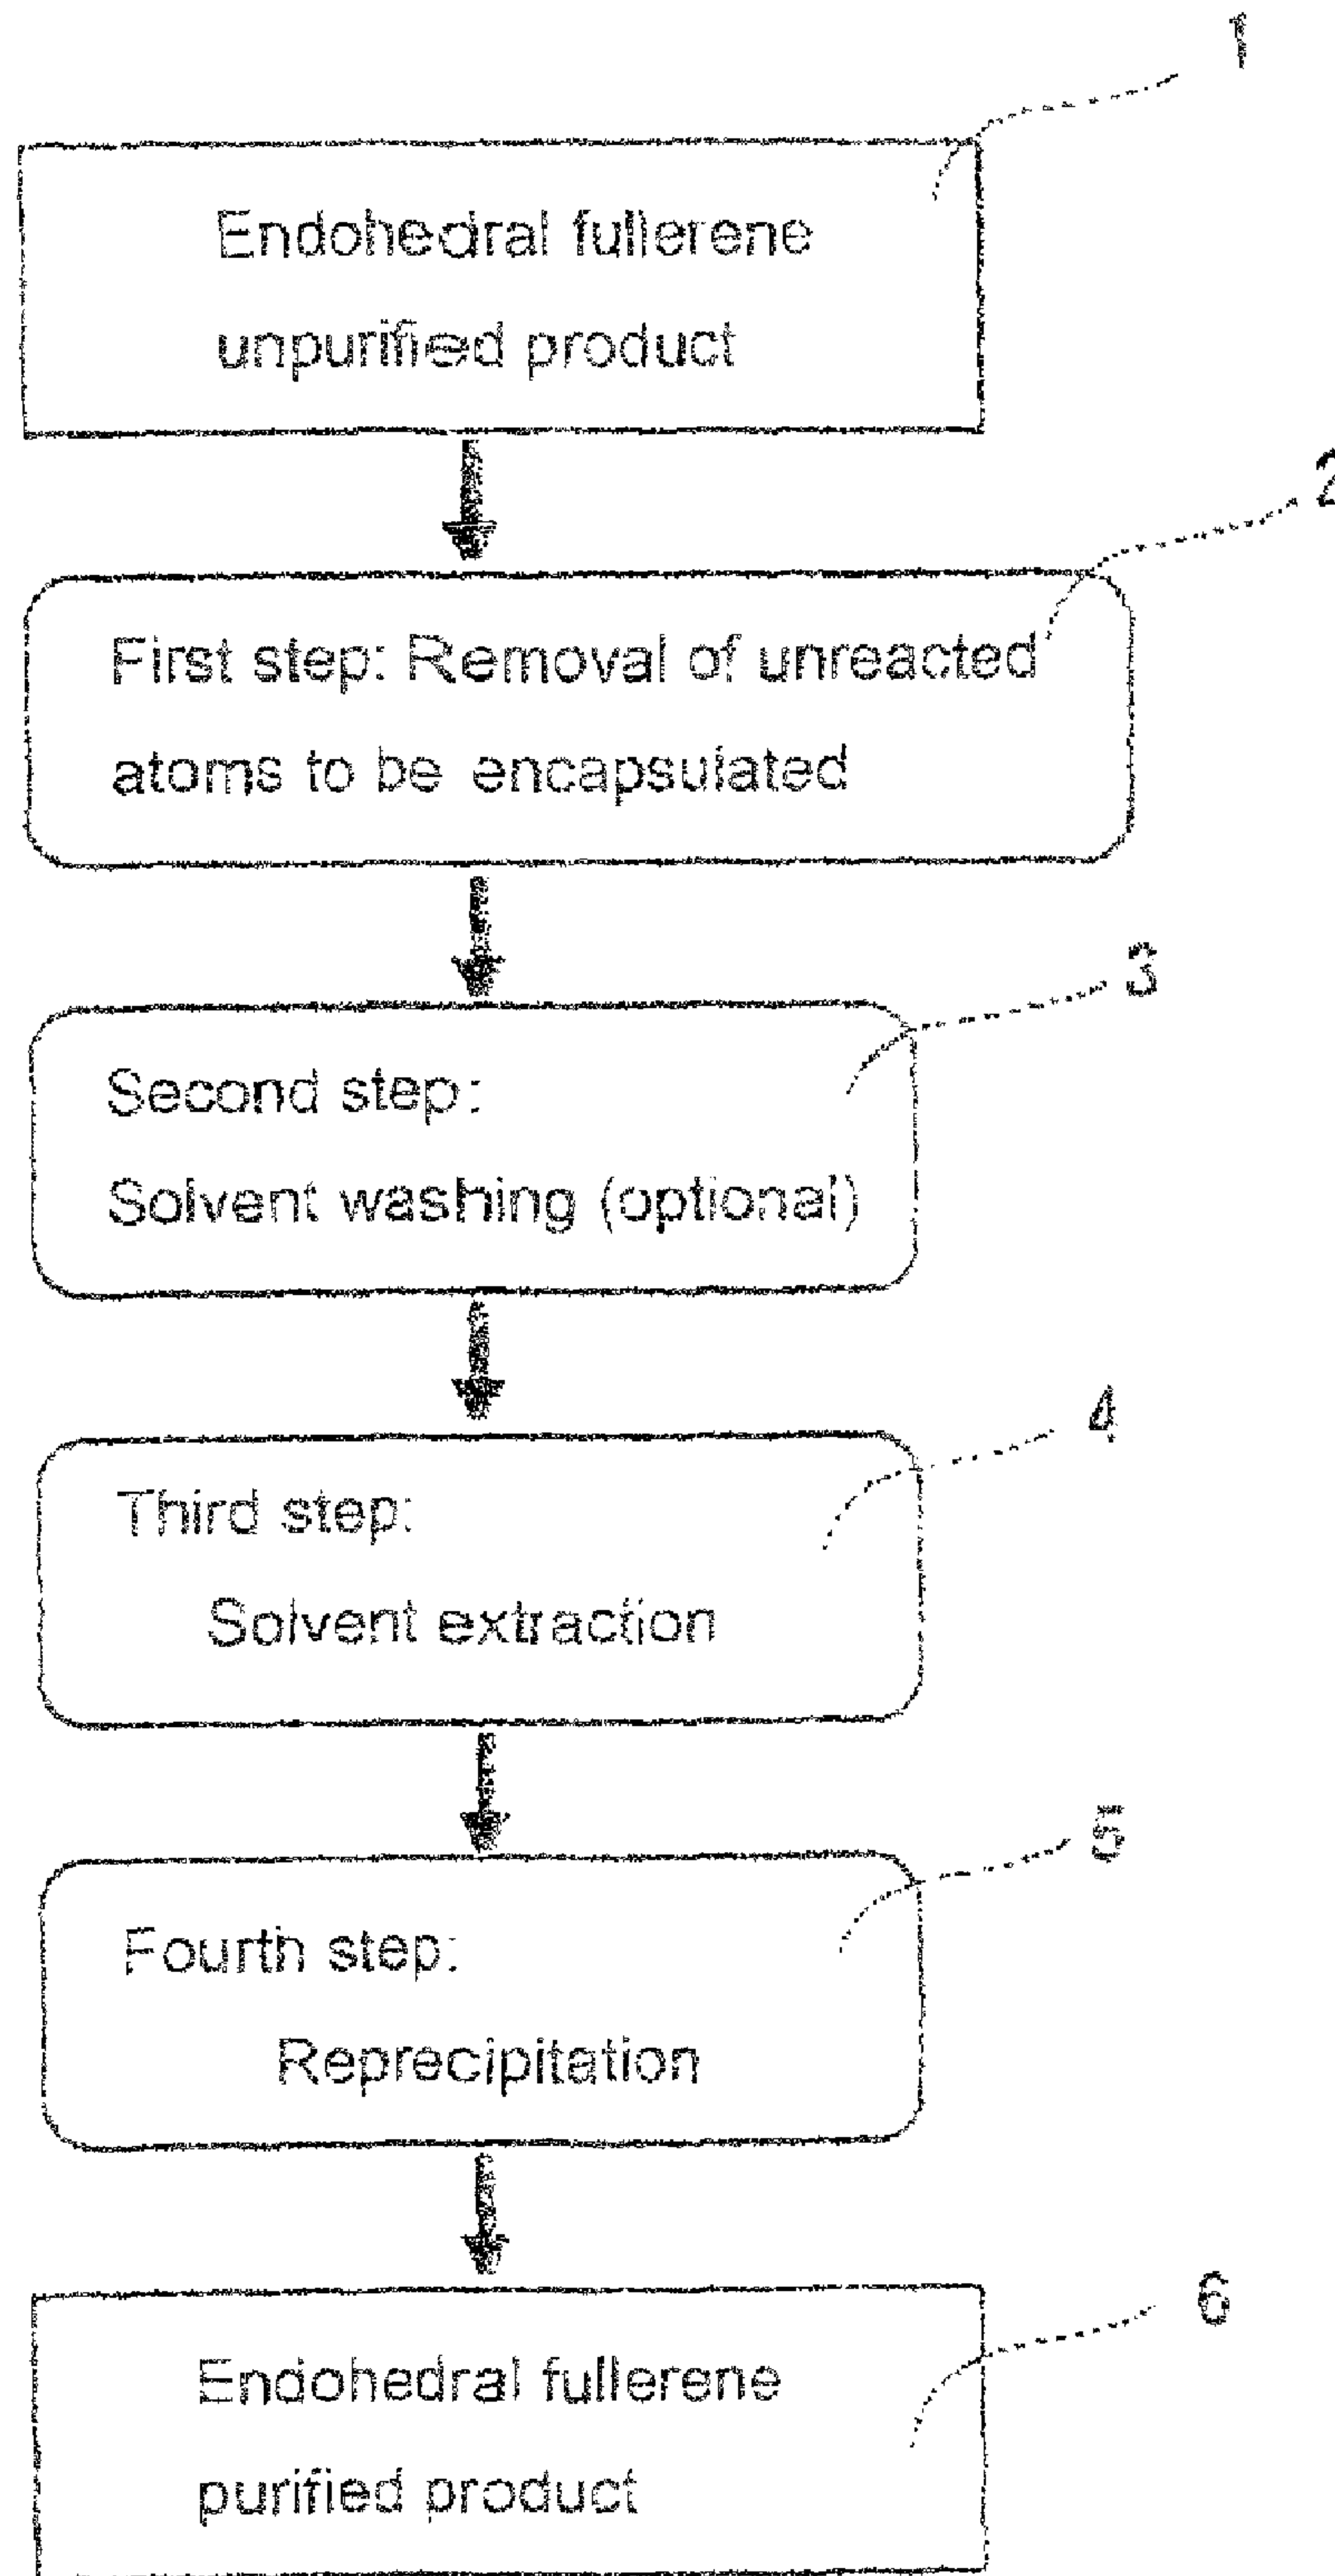 1
Endohedral fullerene
unpurified product
2
First step: Removal of unreacted
atoms to be encapsulated
3
Second step:
Solvent washing (optional)
4
Third step:
Solvent extraction
5
Fourth step:
Reprecipitation
6
Endohedral fullerene
purified product